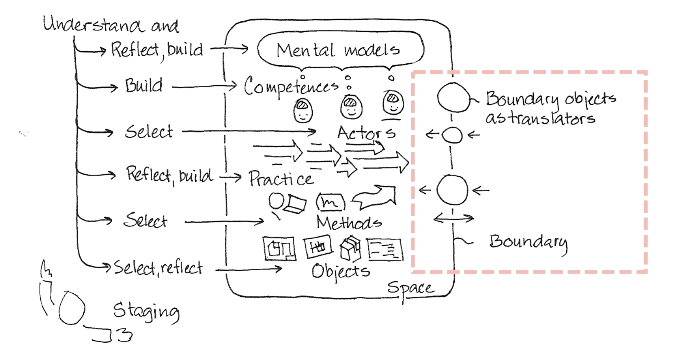 Understand and
Reflect, build
Mental models
Build
Competences
Boundary objects
as translators
Select
Actors
Reflect, build
Practice
Select
Methods
Boundary
Select, reflect
Objects
Space
Staging